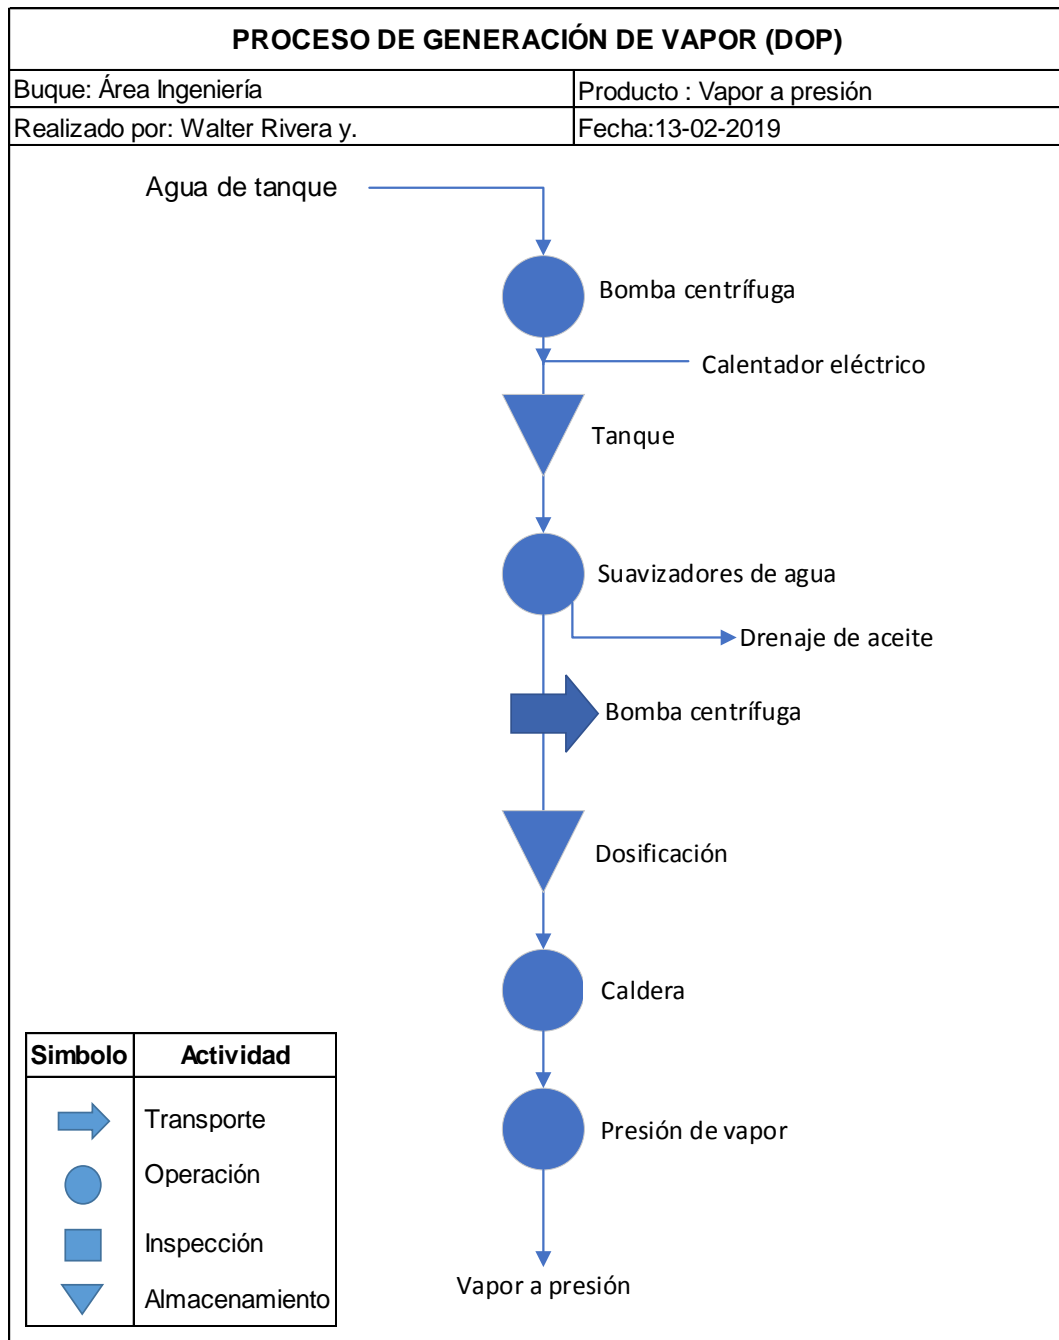 PROCESO DE GENERACIÓN DE VAPOR (DOP)
Buque: Área Ingeniería
Producto : Vapor a presión
Realizado por: Walter Rivera y.
Fecha:13-02-2019
Agua de tanque
Bomba centrífuga
Calentador eléctrico
Tanque
Suavizadores de agua
Drenaje de aceite
Bomba centrífuga
Dosificación
Caldera
Presión de vapor
Vapor a presión
Simbolo Actividad
Transporte
Operación
Inspección
Almacenamiento